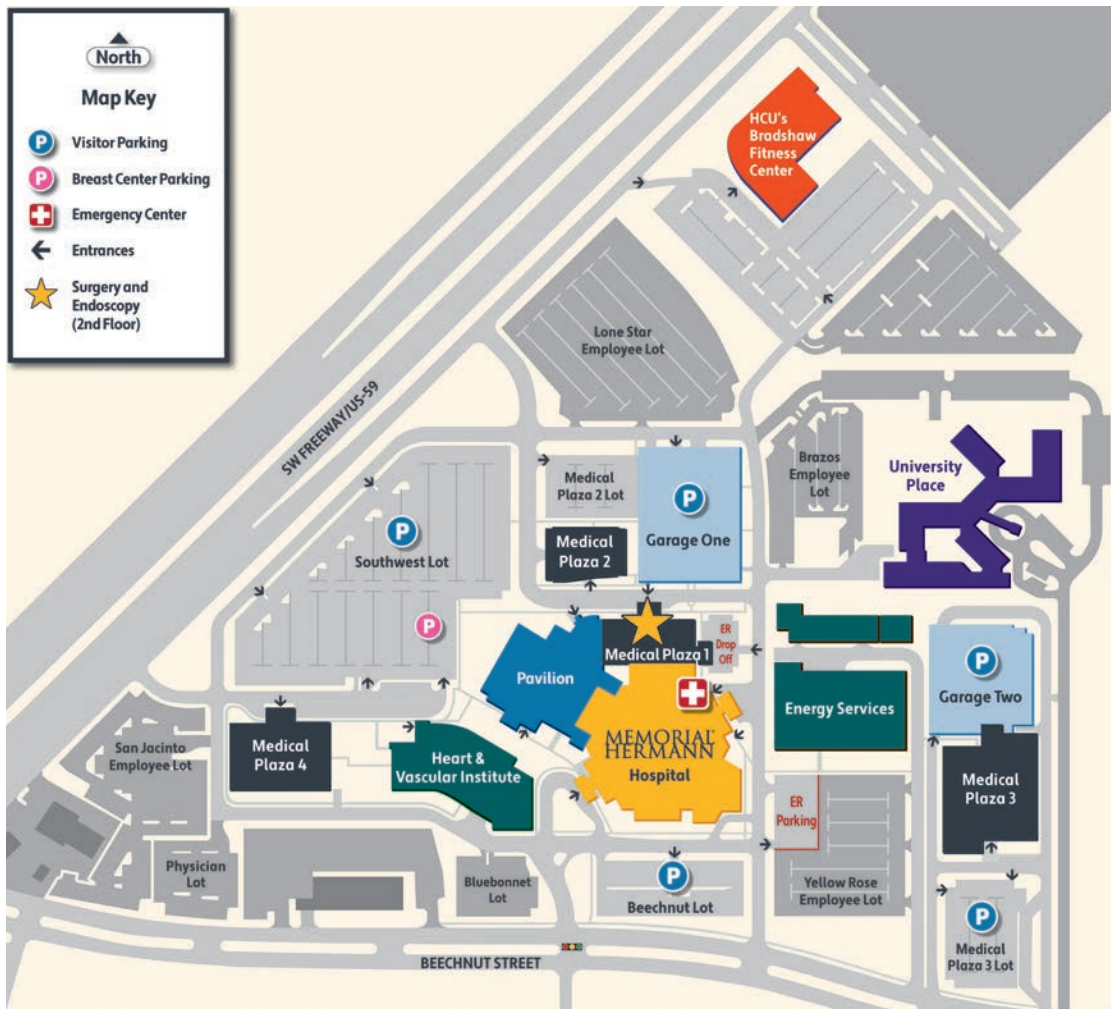 North
Map Key
P
Visitor Parking
P
Breast Center Parking
Emergency Center
Entrances
Surgery and
Endoscopy
(2nd Floor)
HCU's
Bradshaw
Fitness
Center
Lone Star
Employee Lot
SW FREEWAY/US-59
Medical
Plaza 2 Lot
P
Garage One
Brazos
Employee
Lot
University
Place
P
Southwest Lot
Medical
Plaza 2
P
Medical Plaza 1
ER
Drop
Off
Pavilion
P
Garage Two
Energy Services
MEMORIAL
HERMANN
Hospital
San Jacinto
Employee Lot
Medical
Plaza 4
Heart &
Vascular Institute
Medical
Plaza 3
ER
Parking
Physician
Lot
Bluebonnet
Lot
P
Beechnut Lot
Yellow Rose
Employee Lot
P
Medical
Plaza 3 Lot
BEECHNUT STREET